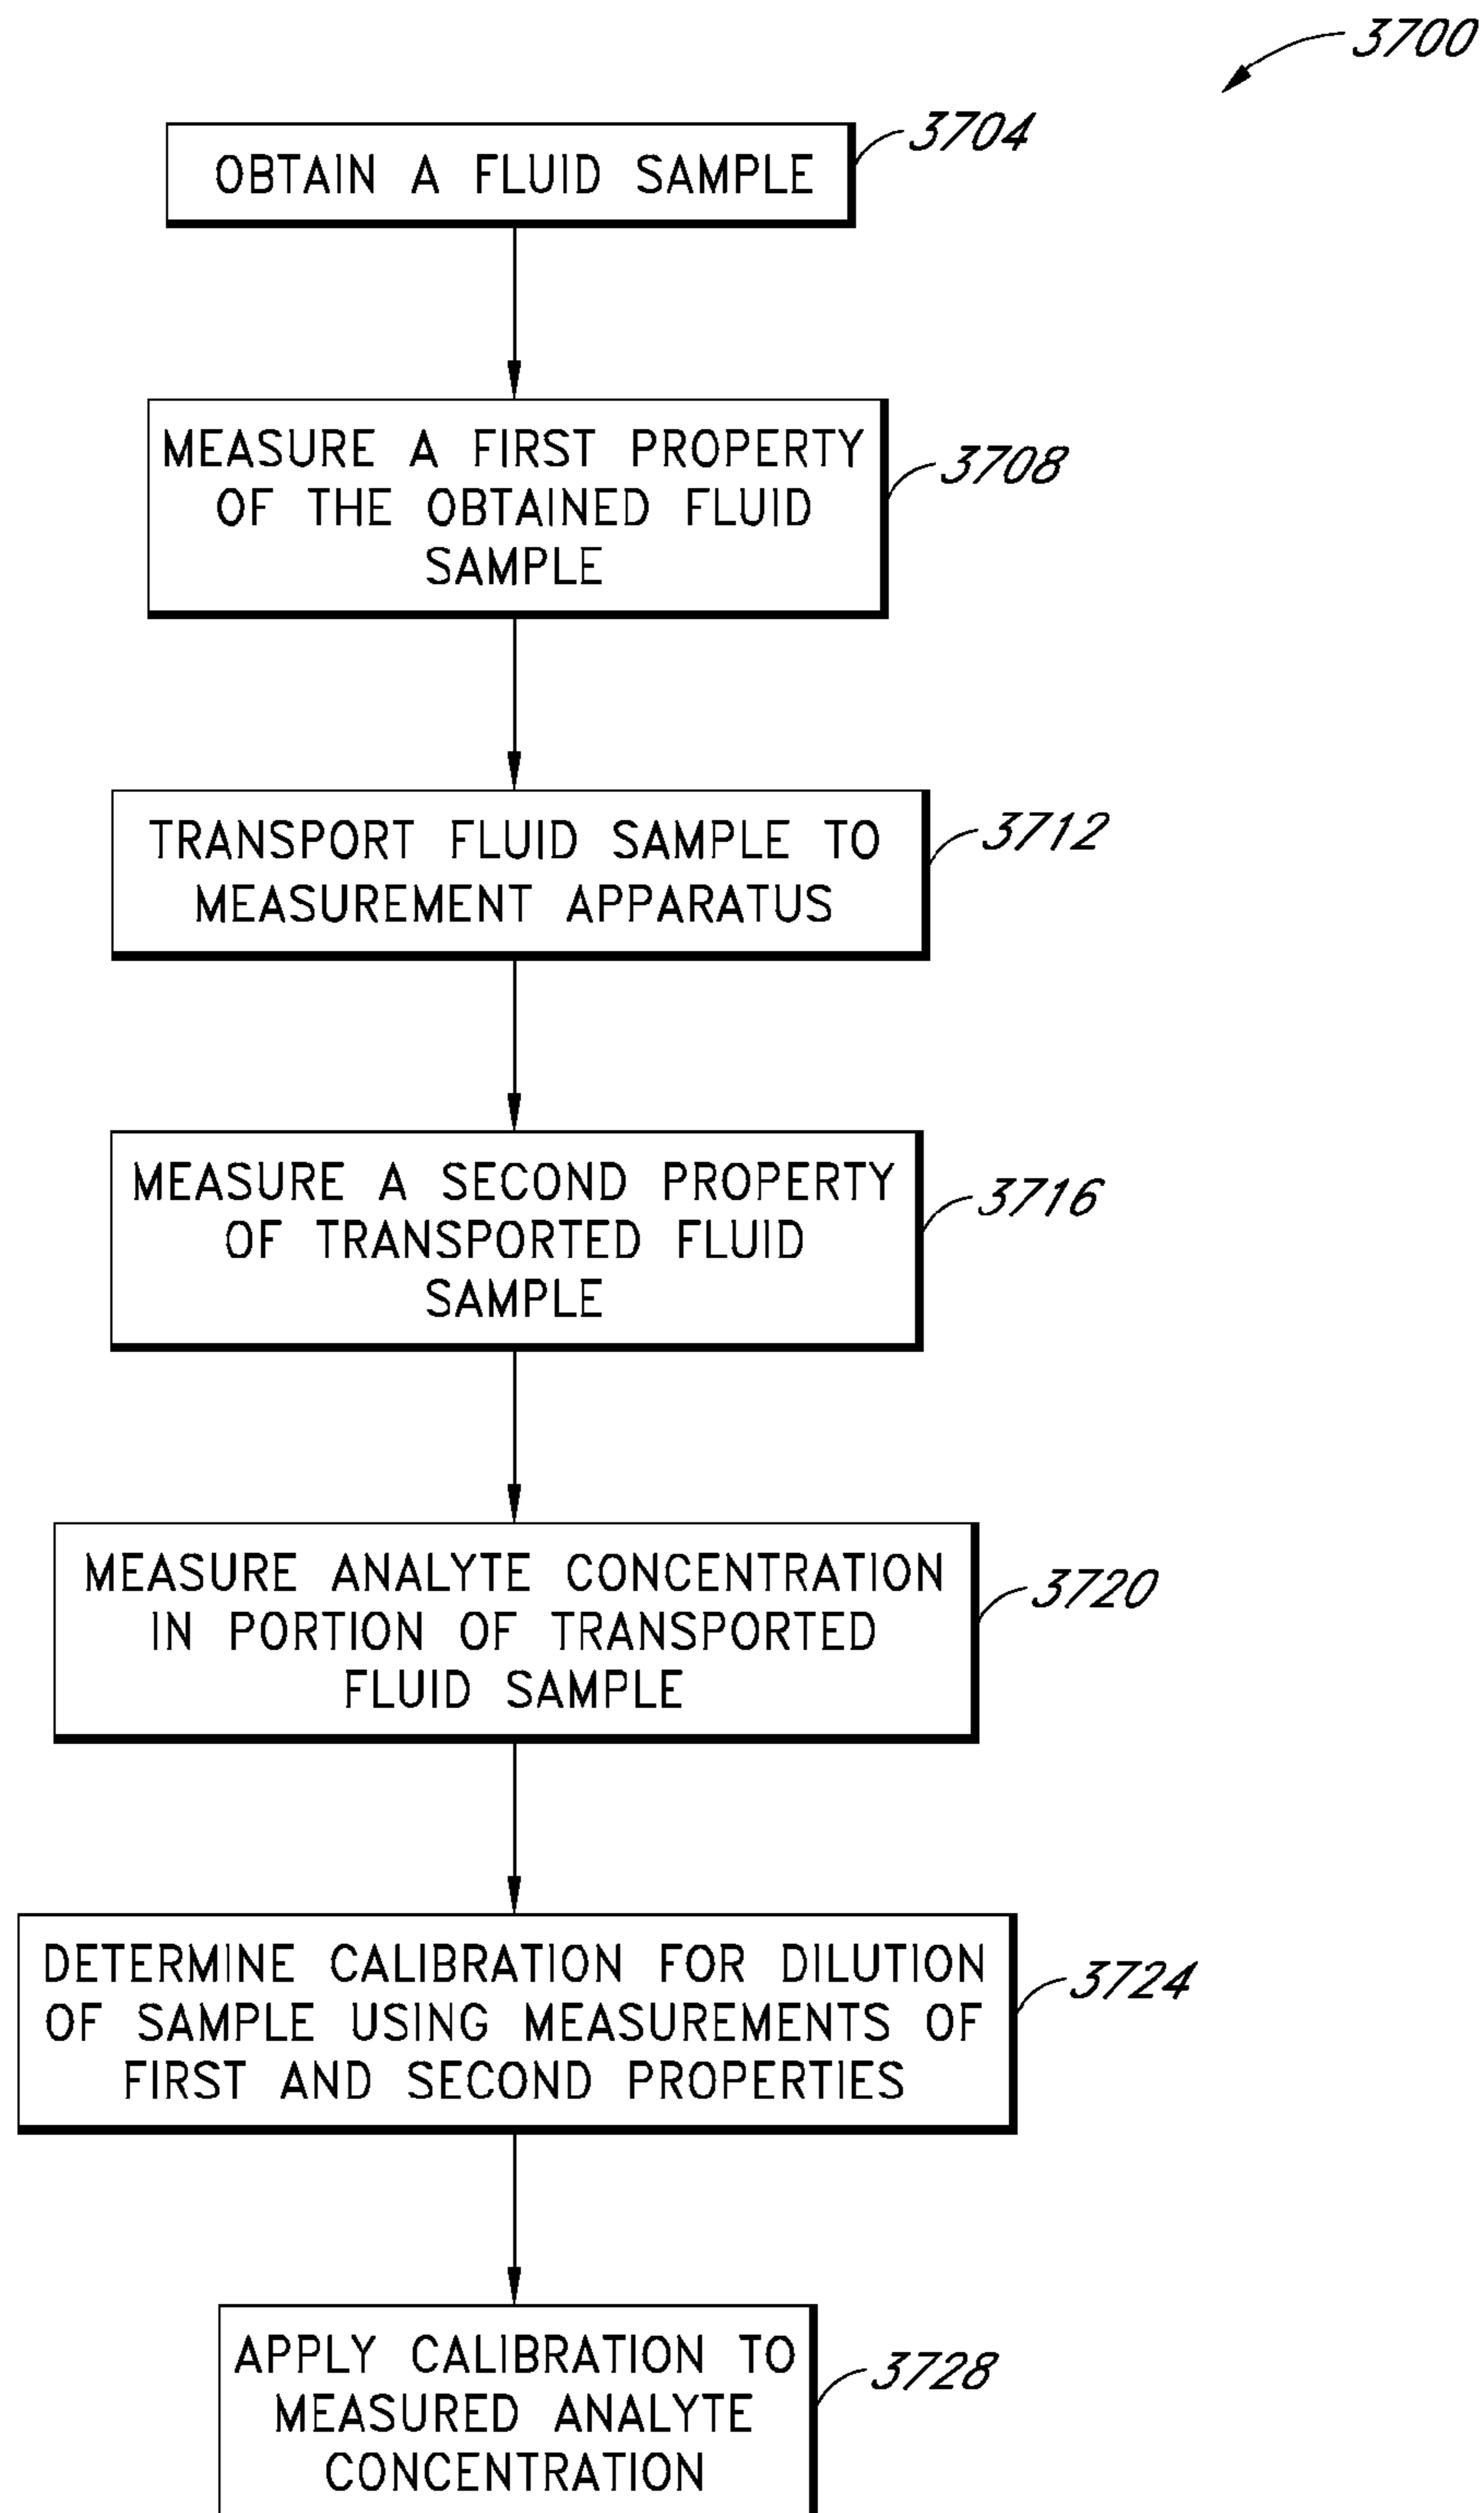 3700
OBTAIN A FLUID SAMPLE
3704
MEASURE A FIRST PROPERTY
OF THE OBTAINED FLUID
SAMPLE
3708
TRANSPORT FLUID SAMPLE TO
MEASUREMENT APPARATUS
3712
MEASURE A SECOND PROPERTY
OF TRANSPORTED FLUID
SAMPLE
3716
MEASURE ANALYTE CONCENTRATION
IN PORTION OF TRANSPORTED
FLUID SAMPLE
3720
DETERMINE CALIBRATION FOR DILUTION
OF SAMPLE USING MEASUREMENTS OF
FIRST AND SECOND PROPERTIES
3724
APPLY CALIBRATION TO
MEASURED ANALYTE
CONCENTRATION
3728